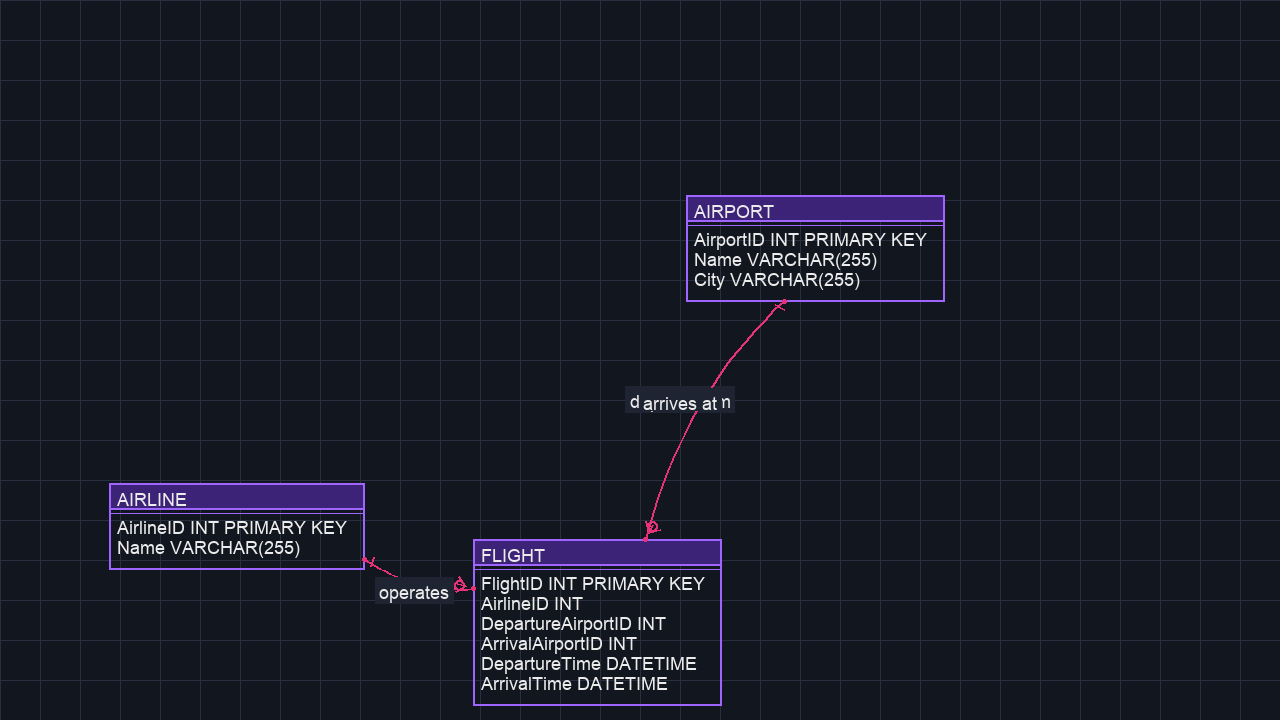 AIRPORT
AirportID INT PRIMARY KEY
Name VARCHAR(255)
City VARCHAR(255)
arrives at
AIRLINE
AirlineID INT PRIMARY KEY
Name VARCHAR(255)
operates
FLIGHT
FlightID INT PRIMARY KEY
AirlineID INT
DepartureAirportID INT
ArrivalAirportID INT
DepartureTime DATETIME
ArrivalTime DATETIME